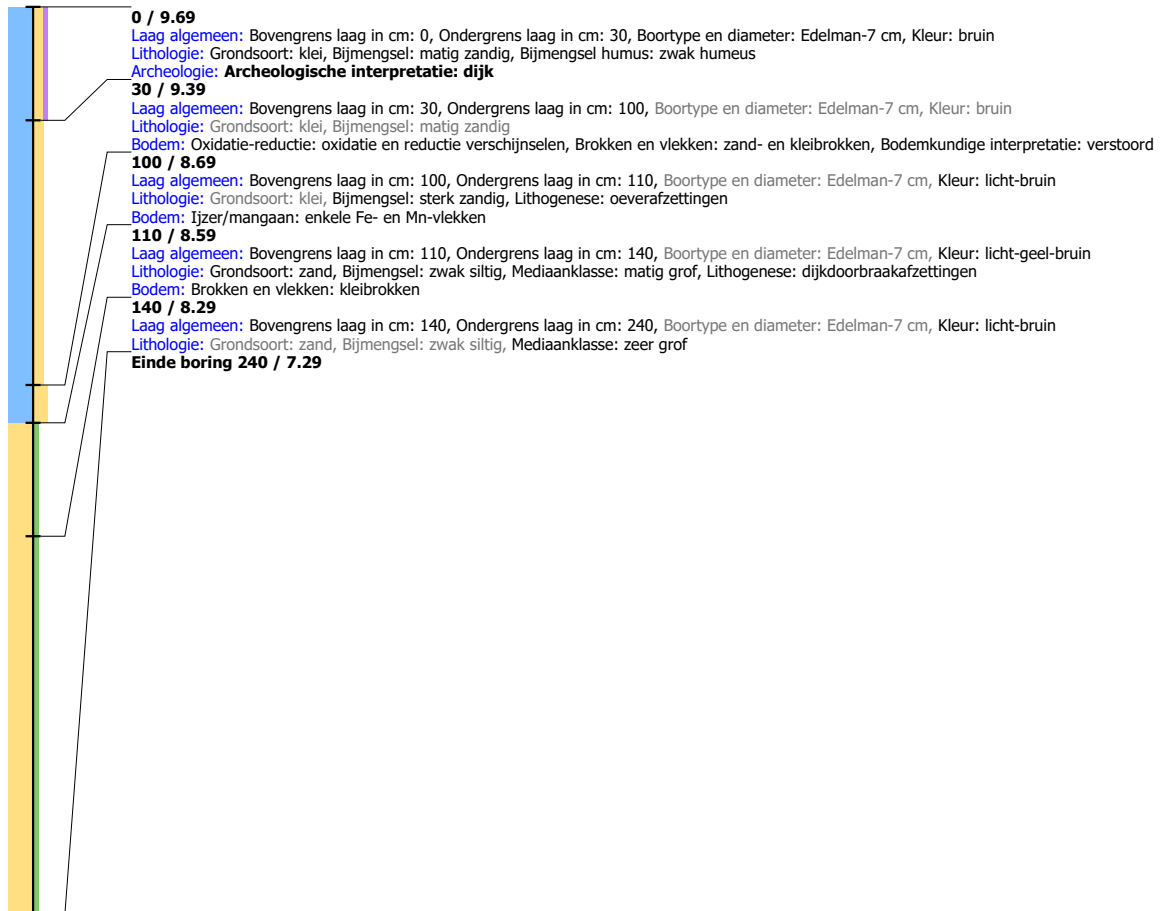 0 / 9.69
Laag algemeen: Bovengrens laag in cm: 0, Ondergrens laag in cm: 30, Boortype en diameter: Edelman-7 cm, Kleur: bruin
Lithologie: Grondsoort: klei, Bijmengsel: matig zandig, Bijmengsel humus: zwak humeus
Archeologie: Archeologische interpretatie: dijk
30 / 9.39
Laag algemeen: Bovengrens laag in cm: 30, Ondergrens laag in cm: 100, Boortype en diameter: Edelman-7 cm, Kleur: bruin
Lithologie: Grondsoort: klei, Bijmengsel: matig zandig
Bodem: Oxidatie-reductie: oxidatie en reductie verschijnselen, Brokken en vlekken: zand- en kleibrokken, Bodemkundige interpretatie: verstoord
100 / 8.69
Laag algemeen: Bovengrens laag in cm: 100, Ondergrens laag in cm: 110, Boortype en diameter: Edelman-7 cm, Kleur: licht-bruin
Lithologie: Grondsoort: klei, Bijmengsel: sterk zandig, Lithogenese: oeverafzettingen
Bodem: Ijzer/mangaan: enkele Fe- en Mn-vlekken
110 / 8.59
Laag algemeen: Bovengrens laag in cm: 110, Ondergrens laag in cm: 140, Boortype en diameter: Edelman-7 cm, Kleur: licht-geel-bruin
Lithologie: Grondsoort: zand, Bijmengsel: zwak siltig, Mediaanklasse: matig grof, Lithogenese: dijkdoorbraakafzettingen
Bodem: Brokken en vlekken: kleibrokken
140 / 8.29
Laag algemeen: Bovengrens laag in cm: 140, Ondergrens laag in cm: 240, Boortype en diameter: Edelman-7 cm, Kleur: licht-bruin
Lithologie: Grondsoort: zand, Bijmengsel: zwak siltig, Mediaanklasse: zeer grof
Einde boring 240 / 7.29